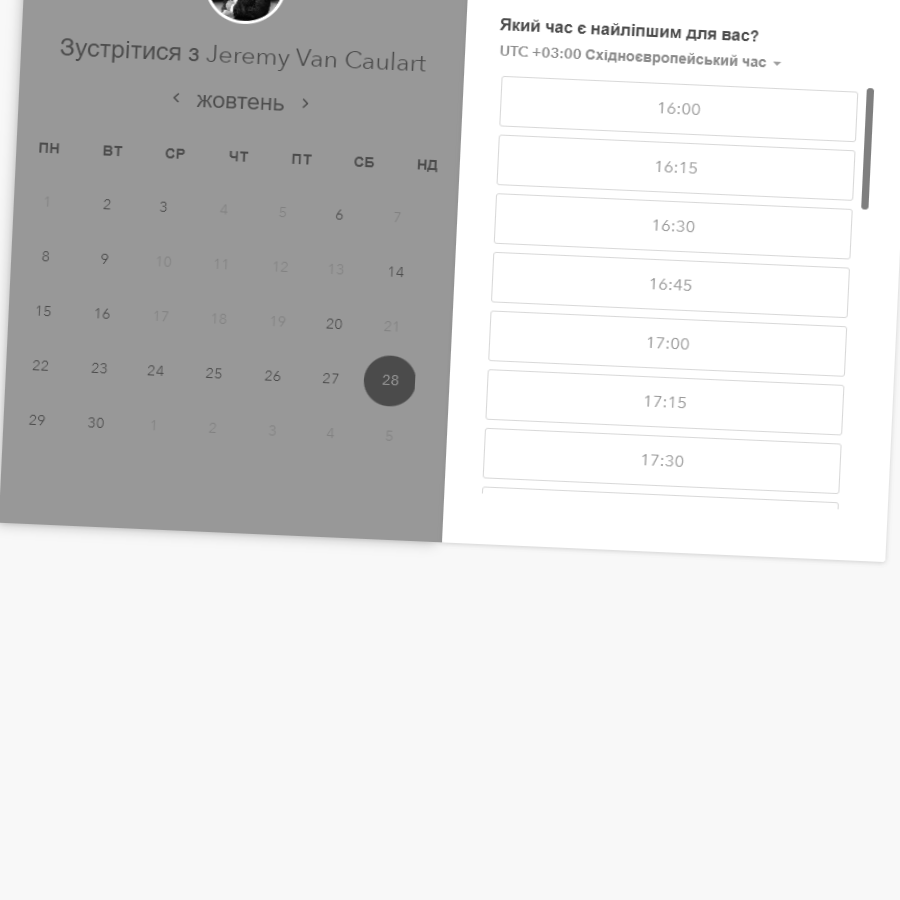 Зустрітися з Jeremy Van Caulart
жовтень
ПН ВТ СР ЧТ ПТ СБ НД
1 2 3 4 5 6 7
8 9 10 11 12 13 14
15 16 17 18 19 20 21
22 23 24 25 26 27 28
29 30 1 2 3 4 5
Який час є найліпшим для вас?
UTC +03:00 Східноєвропейський час
16:00
16:15
16:30
16:45
17:00
17:15
17:30